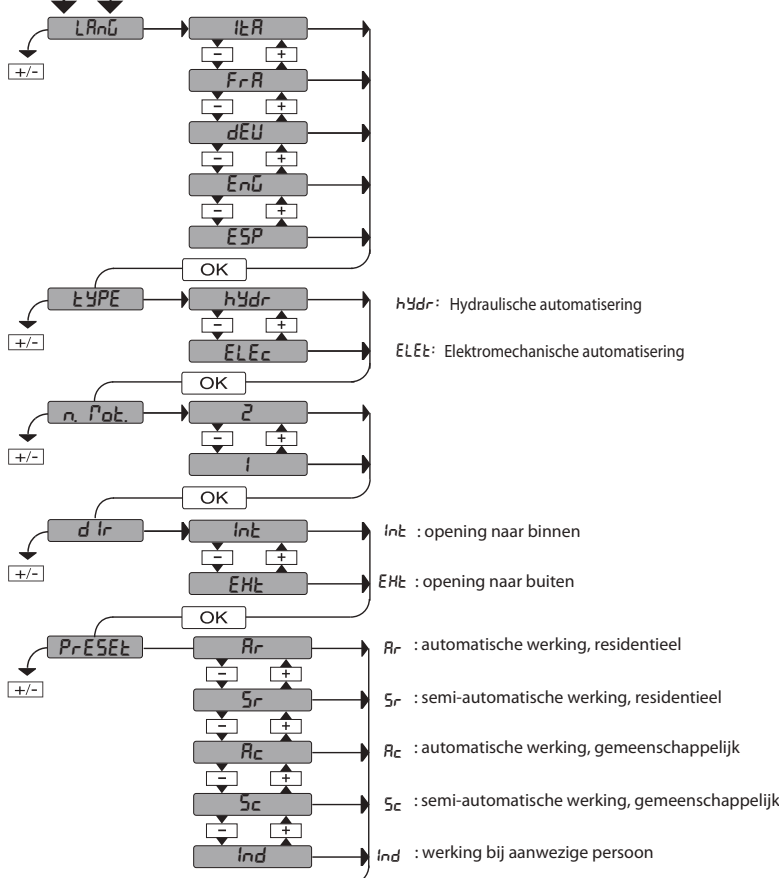 LAnG ItA
- +
+/- FrA
- +
dEU
- +
EnG
- +
ESP
OK
tYPE hYdr hYdr: Hydraulische automatisering
- +
+/- ELEc ELEt: Elektromechanische automatisering
OK
n. Mot. 2
- +
+/- 1
OK
dIr Int Int : opening naar binnen
- +
+/- EHt EHt : opening naar buiten
OK
PrESEt Ar Ar : automatische werking, residentieel
- +
+/- Sr Sr : semi-automatische werking, residentieel
- +
Ac Ac : automatische werking, gemeenschappelijk
- +
Sc Sc : semi-automatische werking, gemeenschappelijk
- +
Ind Ind : werking bij aanwezige persoon